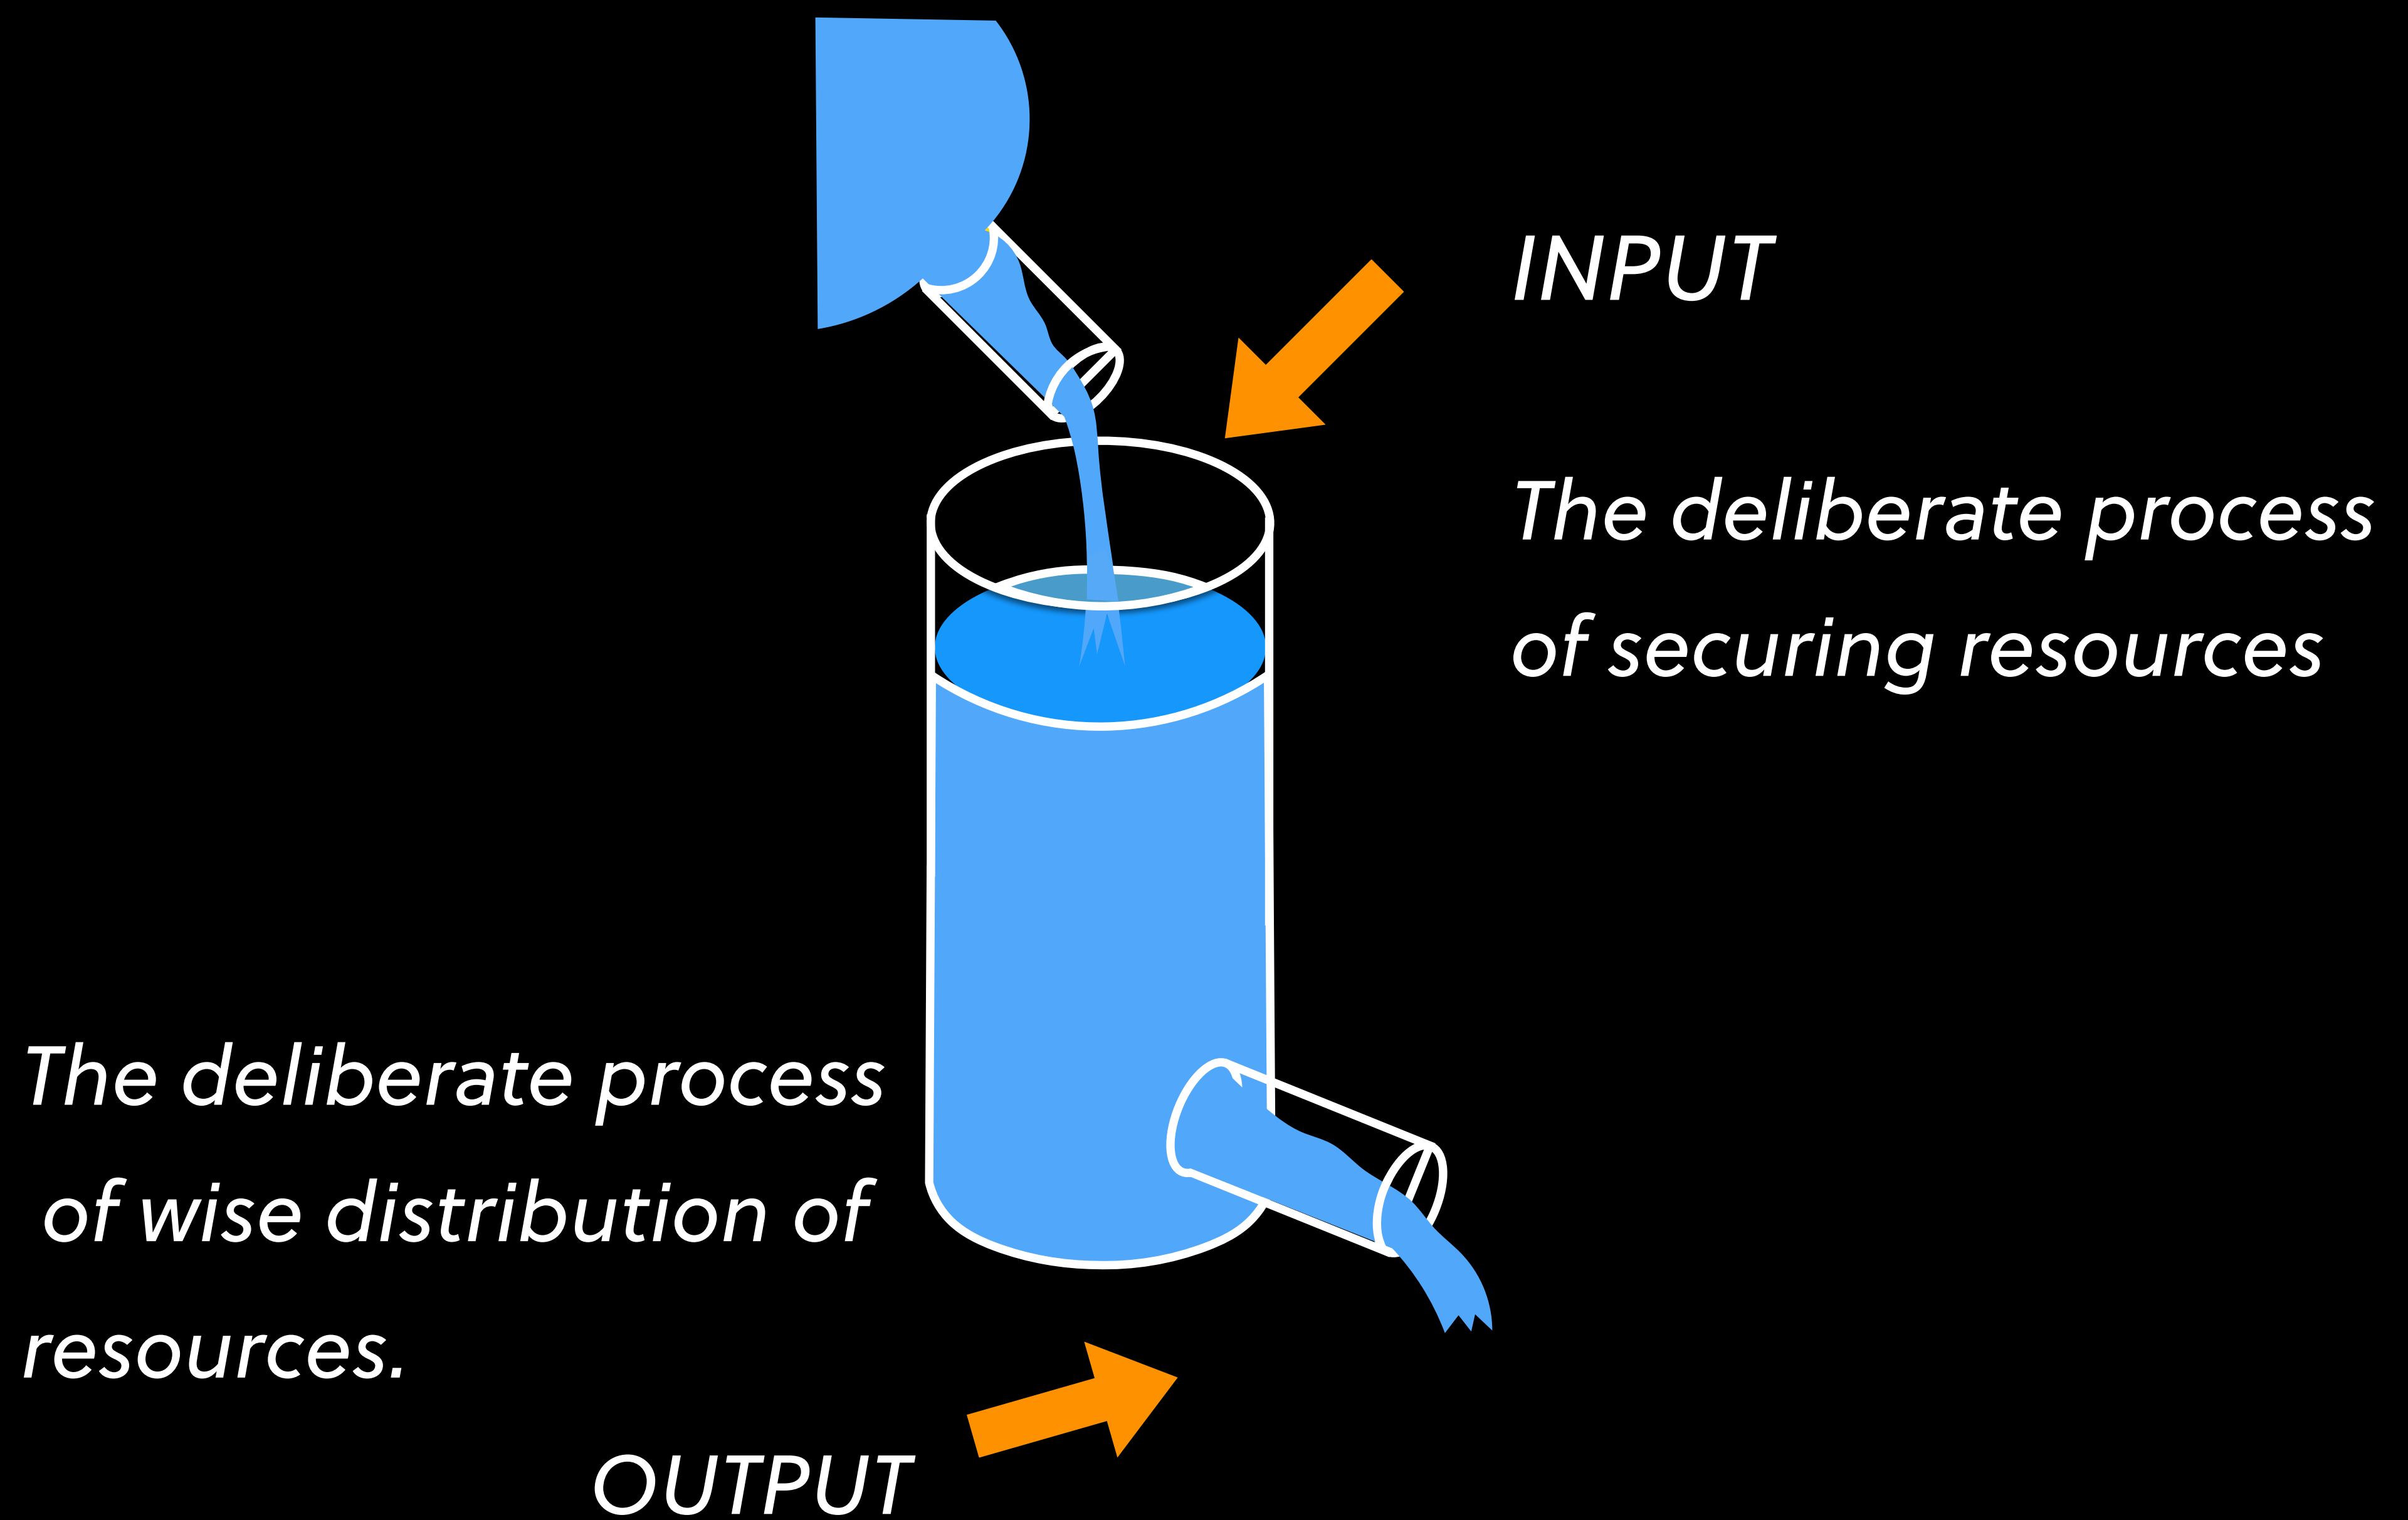 INPUT
The deliberate process
of securing resources
The deliberate process
of wise distribution of
resources.
OUTPUT